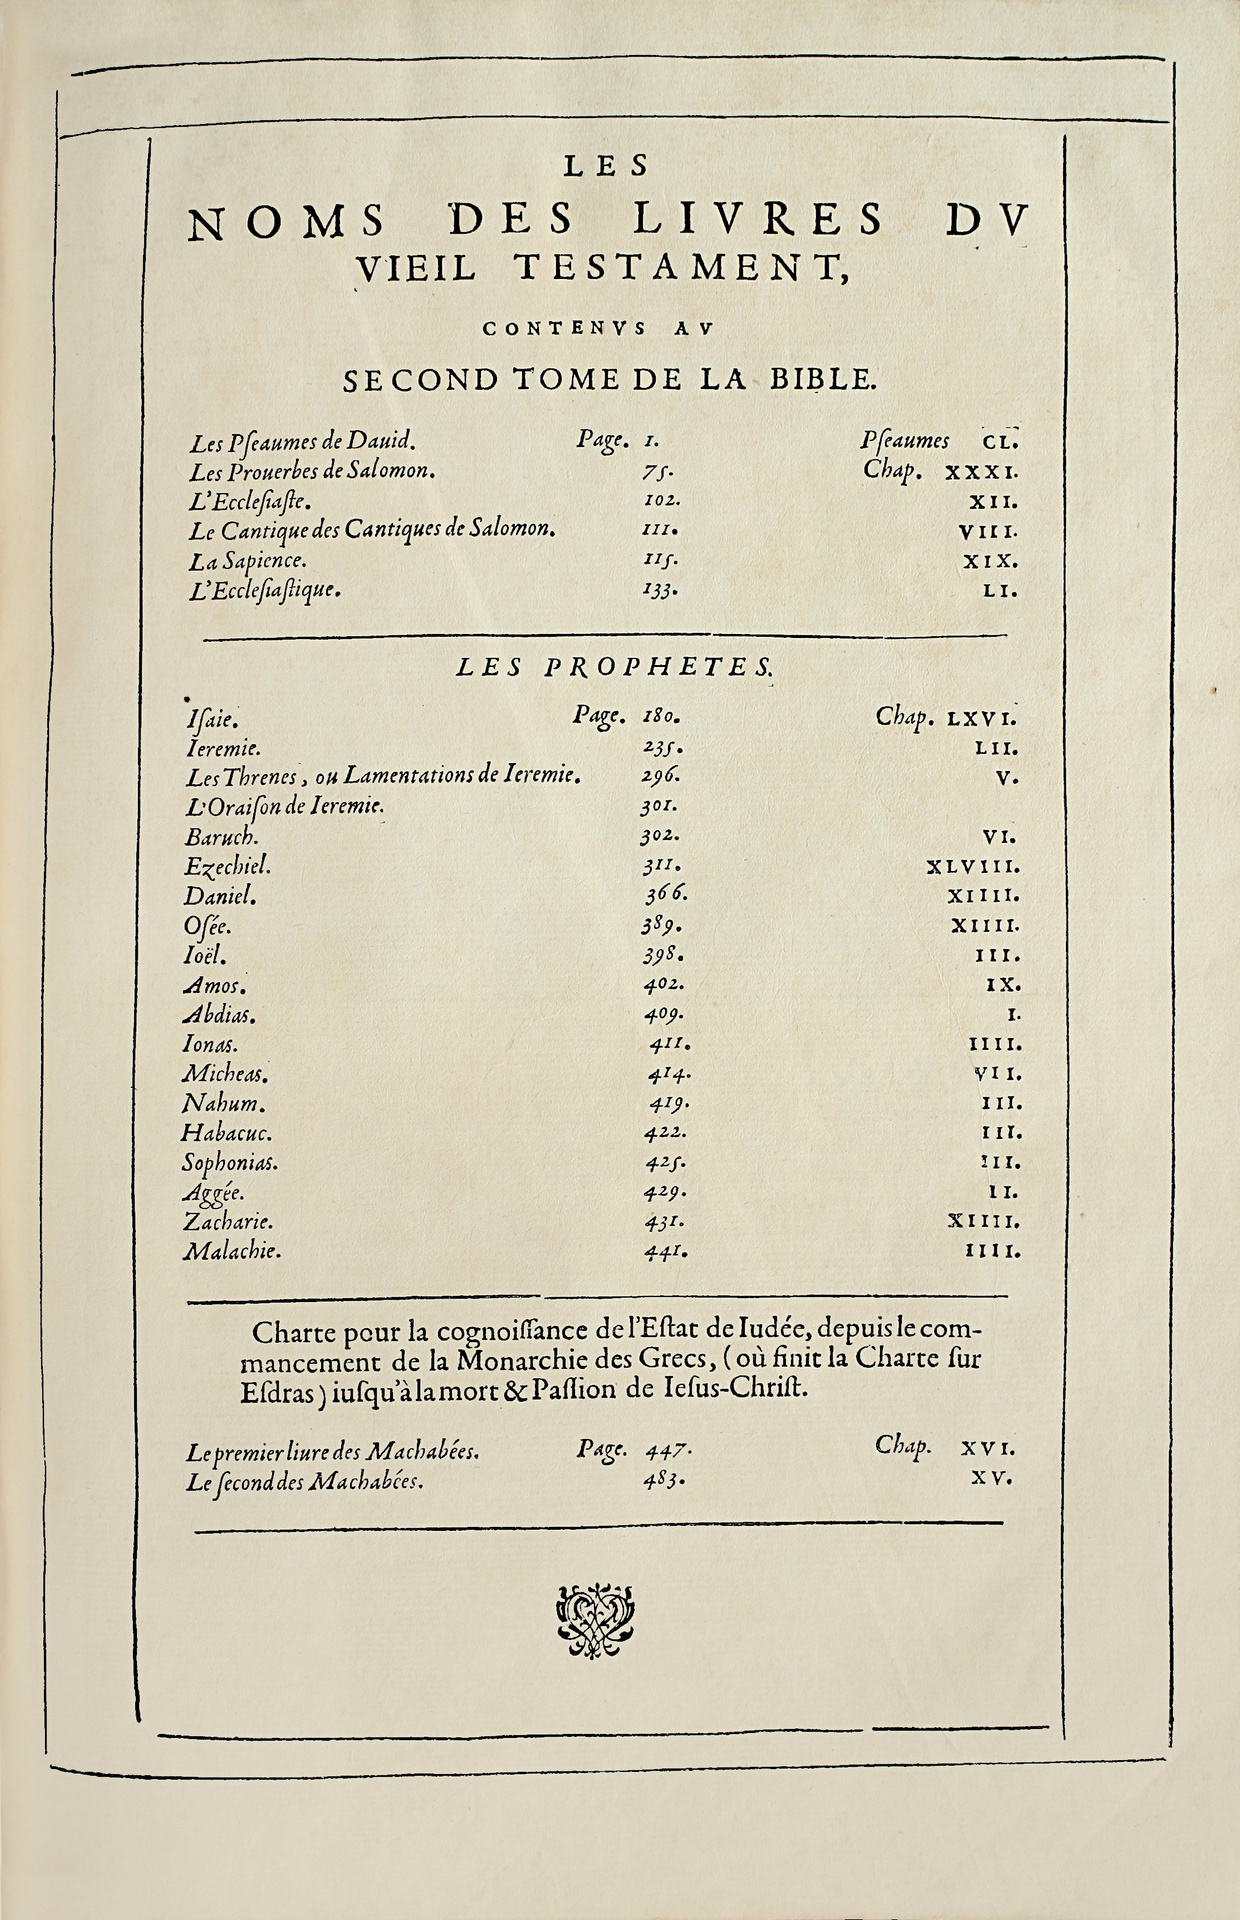 LES
NOMS DES LIVRES DV
VIEIL TESTAMENT,
CONTENVS AV
SECOND TOME DE LA BIBLE.
Les Pſeaumes de Dauid. Page. 1. Pſeaumes CL.
Les Prouerbes de Salomon. 75. Chap. XXXI.
L'Eccleſiaſte. 102. XII.
Le Cantique des Cantiques de Salomon. 111. VIII.
La Sapience. 115. XIX.
L'Eccleſiaſtique. 133. LI.
LES PROPHETES.
Iſaie. Page. 180. Chap. LXVI.
Ieremie. 235. LII.
Les Threnes, ou Lamentations de Ieremie. 296. V.
L'Oraiſon de Ieremie. 301.
Baruch. 302. VI.
Ezechiel. 311. XLVIII.
Daniel. 366. XIIII.
Oſée. 389. XIIII.
Ioël. 398. III.
Amos. 402. IX.
Abdias. 409. I.
Ionas. 411. IIII.
Micheas. 414. VII.
Nahum. 419. III.
Habacuc. 422. III.
Sophonias. 425. III.
Aggée. 429. II.
Zacharie. 431. XIIII.
Malachie. 441. IIII.
Charte pour la cognoiſſance de l'Eſtat de Iudée, depuis le com-
mancement de la Monarchie des Grecs, (où finit la Charte ſur
Eſdras) iuſqu'à la mort & Paſſion de Ieſus-Chriſt.
Le premier liure des Machabées. Page. 447. Chap. XVI.
Le ſecond des Machabées. 483. XV.